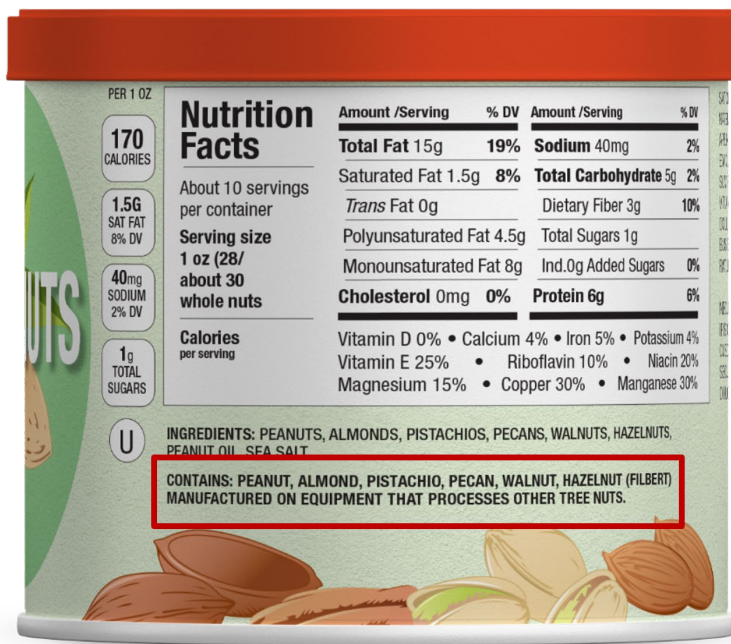 PER 1 OZ
170
CALORIES
1.5G
SAT FAT
8% DV
40mg
SODIUM
2% DV
1g
TOTAL
SUGARS
U
UTS
Nutrition
Facts
About 10 servings
per container
Serving size
1 oz (28/
about 30
whole nuts
Calories
per serving
Amount /Serving % DV
Total Fat 15g 19%
Saturated Fat 1.5g 8%
Trans Fat 0g
Polyunsaturated Fat 4.5g
Monounsaturated Fat 8g
Cholesterol 0mg 0%
Amount /Serving % DV
Sodium 40mg 2%
Total Carbohydrate 5g 2%
Dietary Fiber 3g 10%
Total Sugars 1g
Ind.0g Added Sugars 0%
Protein 6g 6%
Vitamin D 0% • Calcium 4% • Iron 5% • Potassium 4%
Vitamin E 25% • Riboflavin 10% • Niacin 20%
Magnesium 15% • Copper 30% • Manganese 30%
INGREDIENTS: PEANUTS, ALMONDS, PISTACHIOS, PECANS, WALNUTS, HAZELNUTS,
PEANUT OIL, SEA SALT
CONTAINS: PEANUT, ALMOND, PISTACHIO, PECAN, WALNUT, HAZELNUT (FILBERT)
MANUFACTURED ON EQUIPMENT THAT PROCESSES OTHER TREE NUTS.